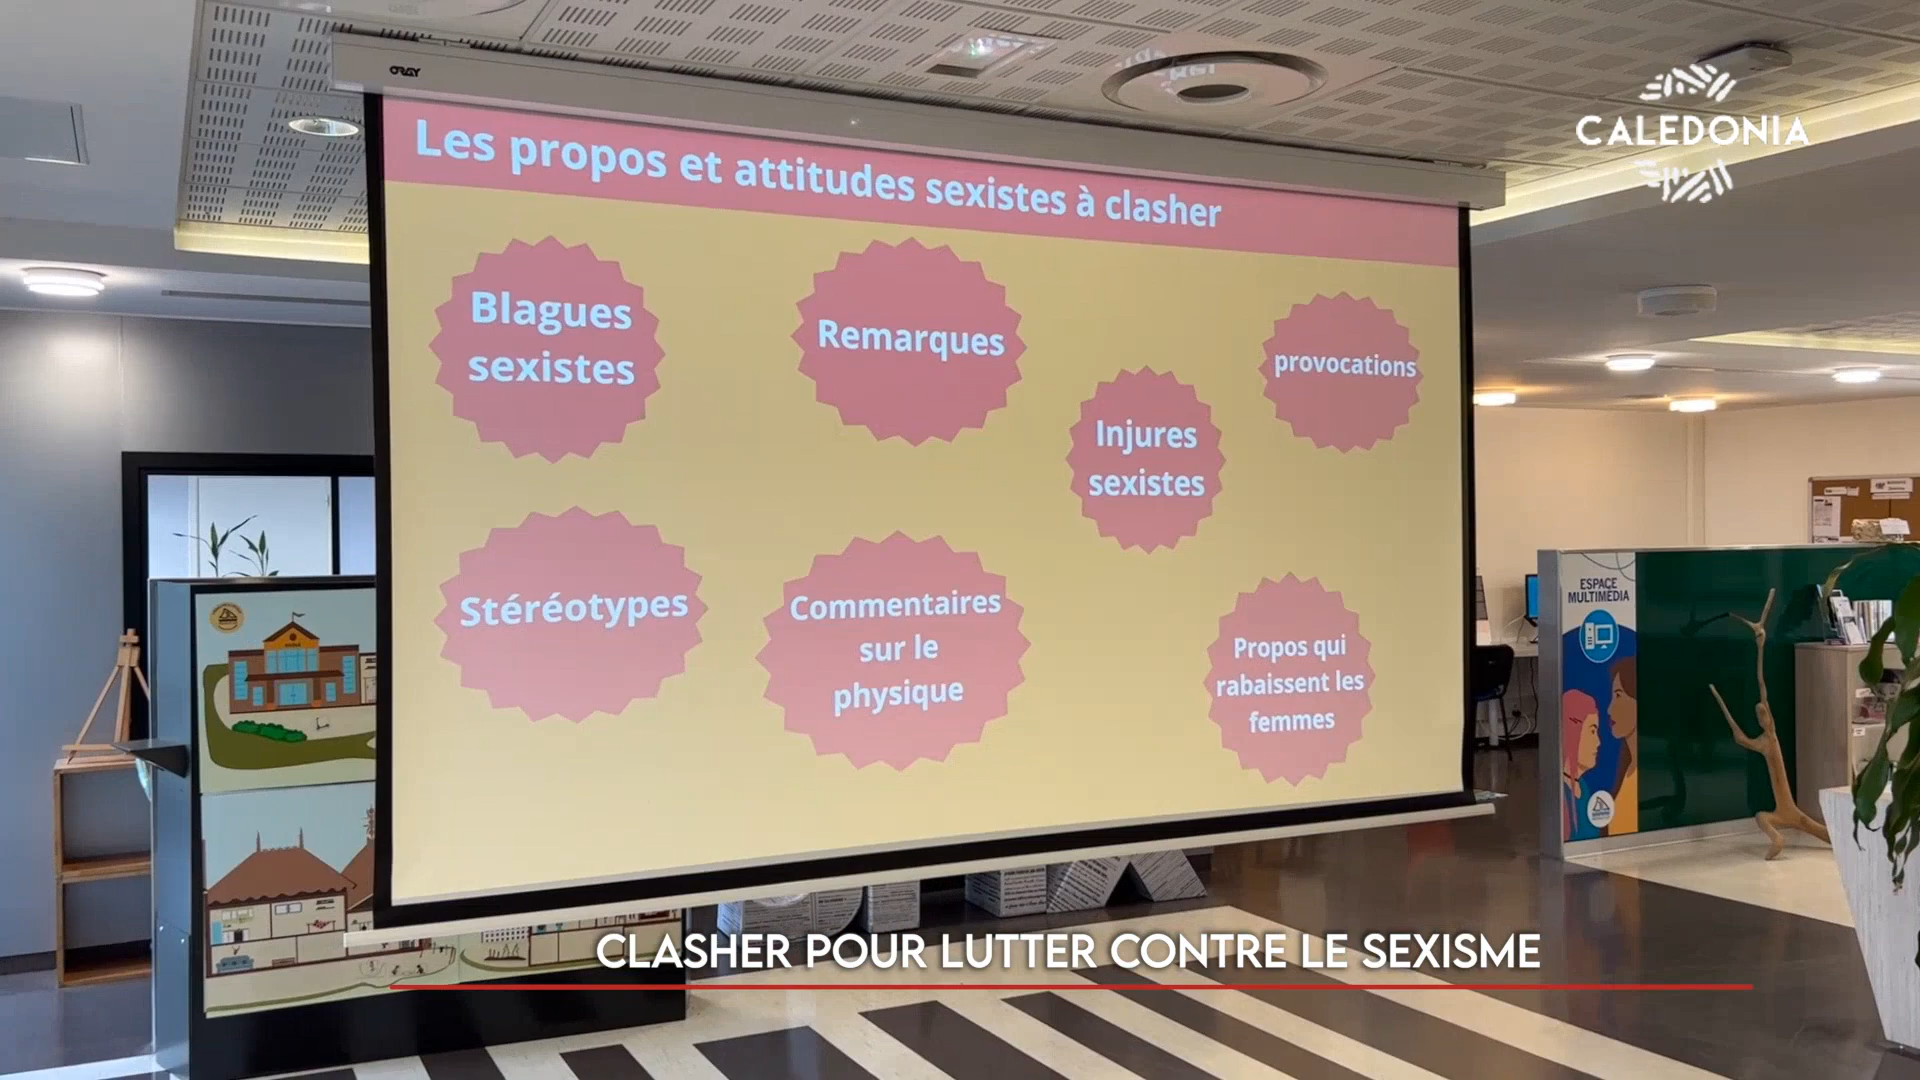 ORAY
CALEDONIA
Les propos et attitudes sexistes à clasher
Blagues
sexistes
Remarques
provocations
Injures
sexistes
Stéréotypes
Commentaires
sur le
physique
Propos qui
rabaissent les
femmes
ESPACE
MULTIMÉDIA
CLASHER POUR LUTTER CONTRE LE SEXISME